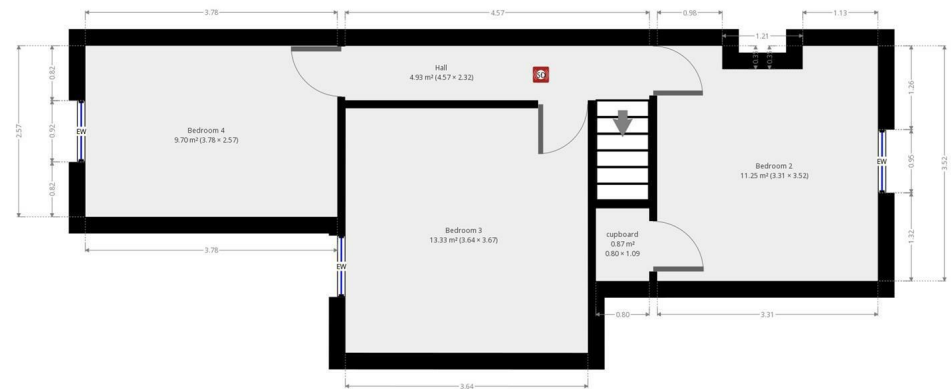 3.78
4.57
0.98
1.13
1.21
0.82
Hall
4.93 m² (4.57 × 2.32)
SD
1.26
2.57
0.92
EW
Bedroom 4
9.70 m² (3.78 × 2.57)
Bedroom 2
11.25 m² (3.31 × 3.52)
EW
0.95
3.52
0.82
Bedroom 3
13.33 m² (3.64 × 3.67)
cupboard
0.87 m²
0.80 × 1.09
1.32
3.78
EW
0.80
3.31
3.64